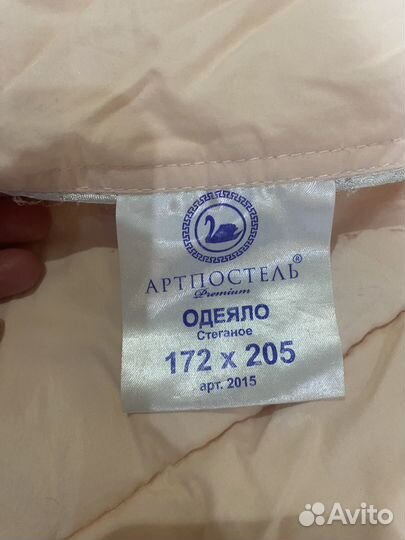 АРТПОСТЕЛЬ®
Premium
ОДЕЯЛО
Стеганое
172 x 205
арт. 2015
Avito